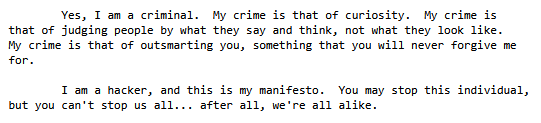 Yes, I am a criminal.  My crime is that of curiosity.  My crime is
that of judging people by what they say and think, not what they look like.
My crime is that of outsmarting you, something that you will never forgive me
for.
I am a hacker, and this is my manifesto.  You may stop this individual,
but you can't stop us all... after all, we're all alike.